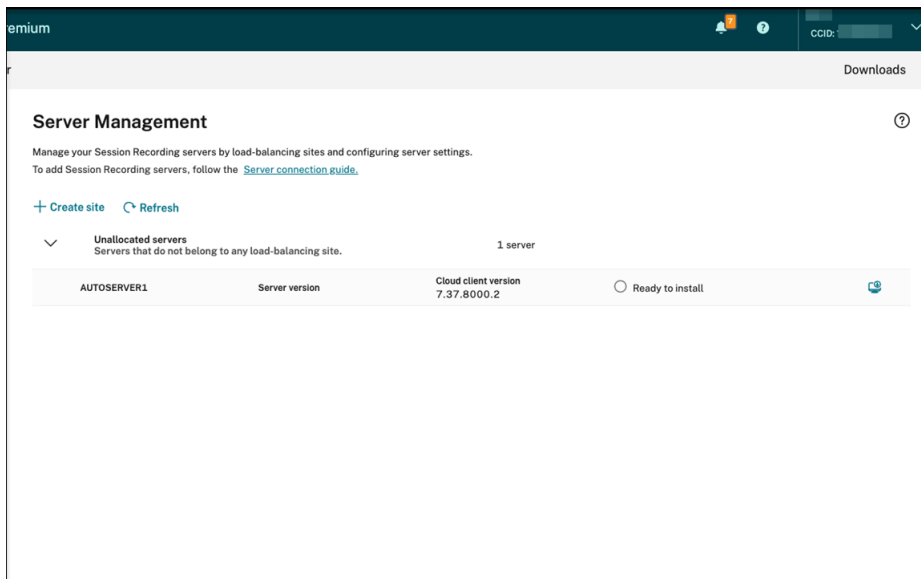 emium
7
?
CCID:
r
Downloads
Server Management
?
Manage your Session Recording servers by load-balancing sites and configuring server settings.
To add Session Recording servers, follow the Server connection guide.
+ Create site Refresh
Unallocated servers
Servers that do not belong to any load-balancing site.
1 server
AUTOSERVER1
Server version
Cloud client version
7.37.8000.2
Ready to install